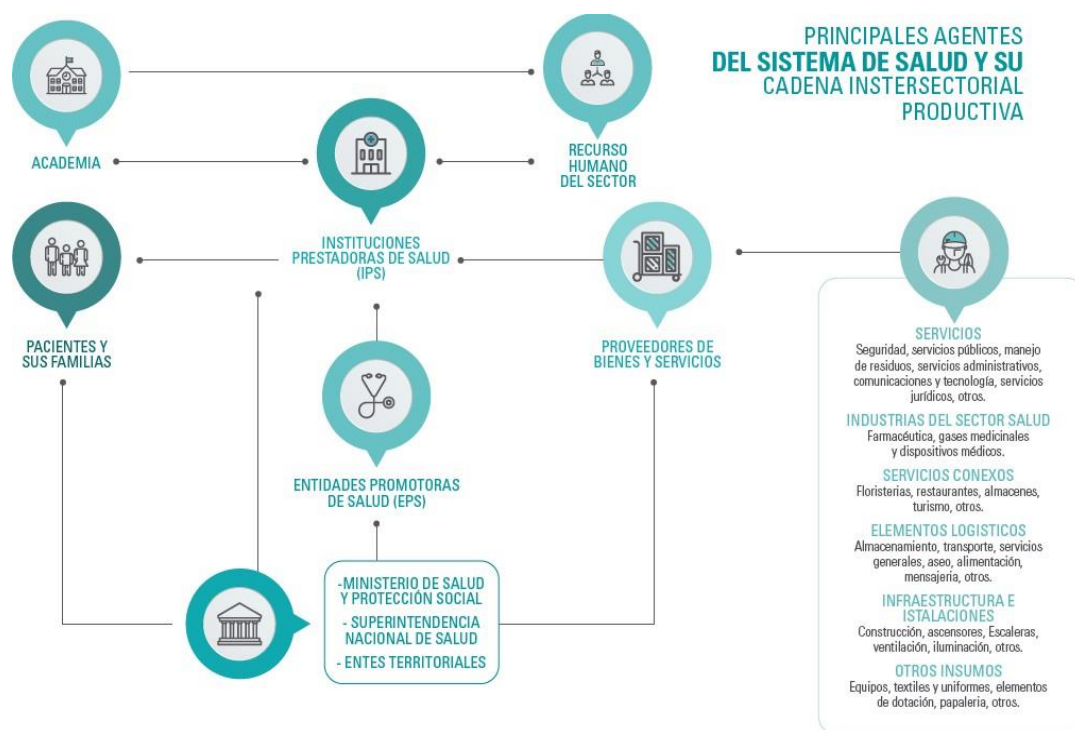 PRINCIPALES AGENTES
DEL SISTEMA DE SALUD Y SU
CADENA INSTERSECTORIAL
PRODUCTIVA
ACADEMIA
RECURSO
HUMANO
DEL SECTOR
INSTITUCIONES
PRESTADORAS DE SALUD
(IPS)
PACIENTES Y
SUS FAMILIAS
PROVEEDORES DE
BIENES Y SERVICIOS
ENTIDADES PROMOTORAS
DE SALUD (EPS)
-MINISTERIO DE SALUD
Y PROTECCIÓN SOCIAL
- SUPERINTENDENCIA
NACIONAL DE SALUD
- ENTES TERRITORIALES
SERVICIOS
Seguridad, servicios públicos, manejo
de residuos, servicios administrativos,
comunicaciones y tecnología, servicios
jurídicos, otros.
INDUSTRIAS DEL SECTOR SALUD
Farmacéutica, gases medicinales
y dispositivos médicos.
SERVICIOS CONEXOS
Floristerias, restaurantes, almacenes,
turismo, otros.
ELEMENTOS LOGISTICOS
Almacenamiento, transporte, servicios
generales, aseo, alimentación,
mensajeria, otros.
INFRAESTRUCTURA E
ISTALACIONES
Construcción, ascensores, Escaleras,
ventilación, iluminación, otros.
OTROS INSUMOS
Equipos, textiles y uniformes, elementos
de dotación, papaleria, otros.